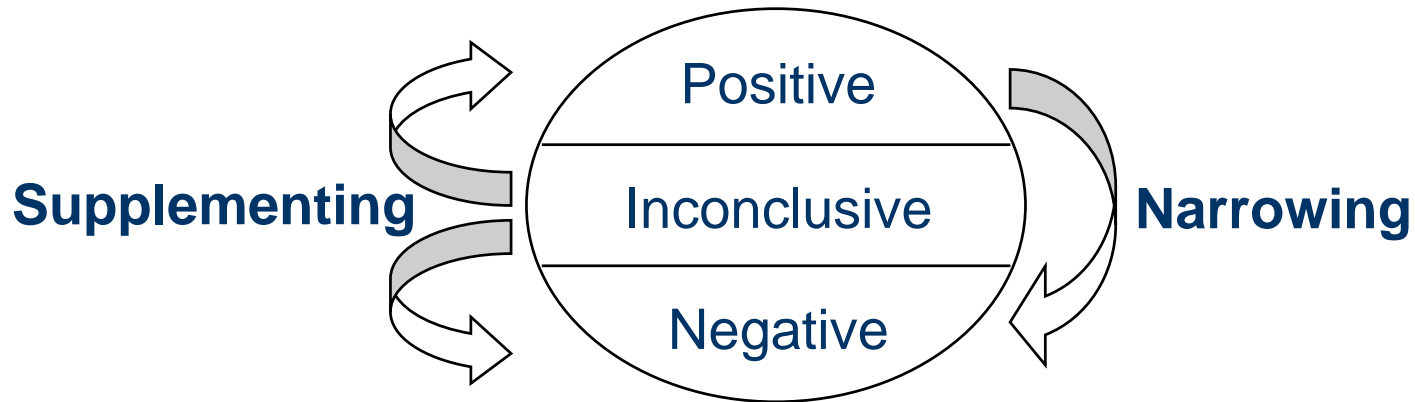 Positive
Supplementing
Inconclusive
Narrowing
Negative